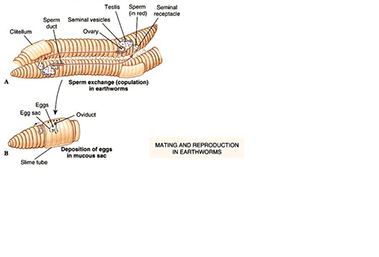 Testis
Sperm
(in red)
Seminal
receptacle
Seminal vesicles
Ovary
Sperm
duct
Clitellum
A
Sperm exchange (copulation)
in earthworms
Eggs
Egg sac
Oviduct
B
Deposition of eggs
in mucous sac
Slime tube
MATING AND REPRODUCTION
IN EARTHWORMS